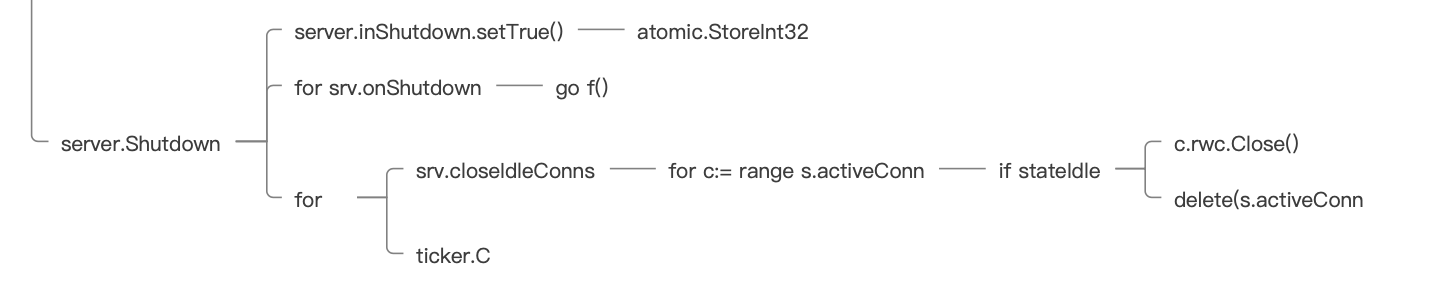 server.inShutdown.setTrue() atomic.StoreInt32
for srv.onShutdown go f()
server.Shutdown c.rwc.Close()
srv.closeIdleConns for c:= range s.activeConn if stateIdle
for delete(s.activeConn
ticker.C